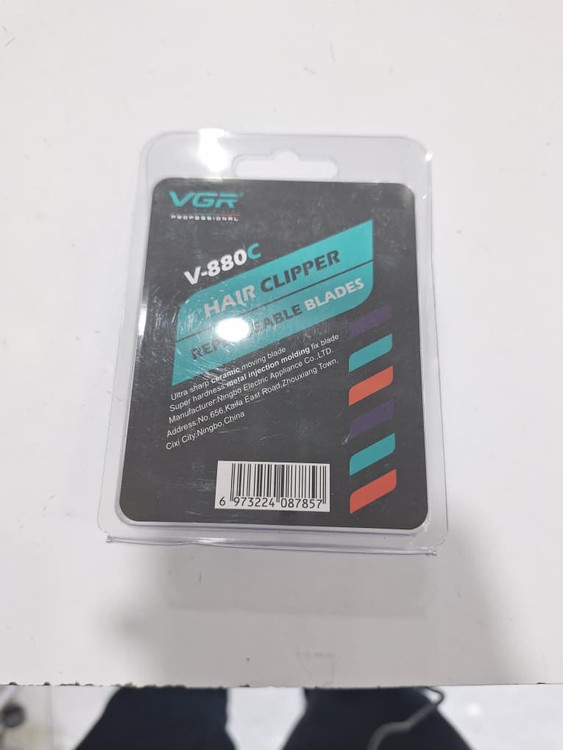 VGR
PROFESSIONAL
V-880C
HAIR CLIPPER
REPLACEABLE BLADES
Ultra sharp ceramic moving blade
Super hardness metal injection molding fix blade
Manufacturer:Ningbo Electric Appliance Co.,LTD.
Address:No.656,Kaifa East Road,Zhouxiang Town,
Cixi City,Ningbo,China
6 973224 087857